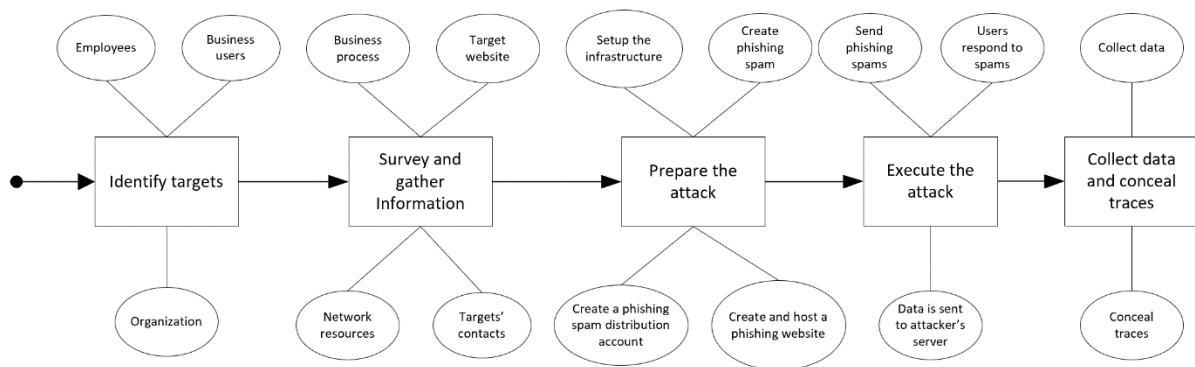 Employees
Business
users
Business
process
Target
website
Setup the
infrastructure
Create
phishing
spam
Send
phishing
spams
Users
respond to
spams
Collect data
Identify targets
Survey and
gather
Information
Prepare the
attack
Execute the
attack
Collect data
and conceal
traces
Organization
Network
resources
Targets’
contacts
Create a phishing
spam distribution
account
Create and host a
phishing website
Data is sent
to attacker’s
server
Conceal
traces